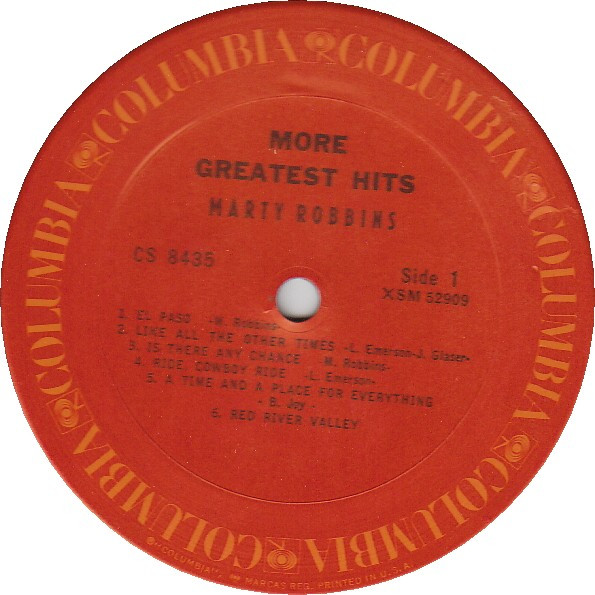 COLUMBIA COLUMBIA COLUMBIA COLUMBIA COLUMBIA COLUMBIA
MORE
GREATEST HITS
MARTY ROBBINS
CS 8435
Side 1
XSM 52909
1. EL PASO -M. Robbins-
2. LIKE ALL THE OTHER TIMES -L. Emerson-J. Glaser-
3. IS THERE ANY CHANCE -M. Robbins-
4. RIDE, COWBOY RIDE -L. Emerson-
5. A TIME AND A PLACE FOR EVERYTHING
- B. Joy -
6. RED RIVER VALLEY
"COLUMBIA", MARCAS REG. PRINTED IN U.S.A.